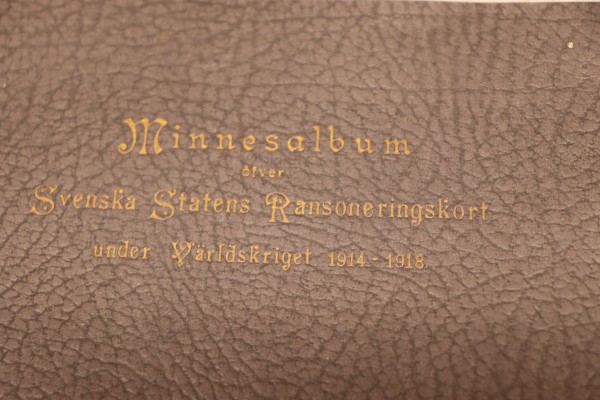 Minnesalbum
öfver
Svenska Statens Ransoneringskort
under Världskriget 1914.-1918.